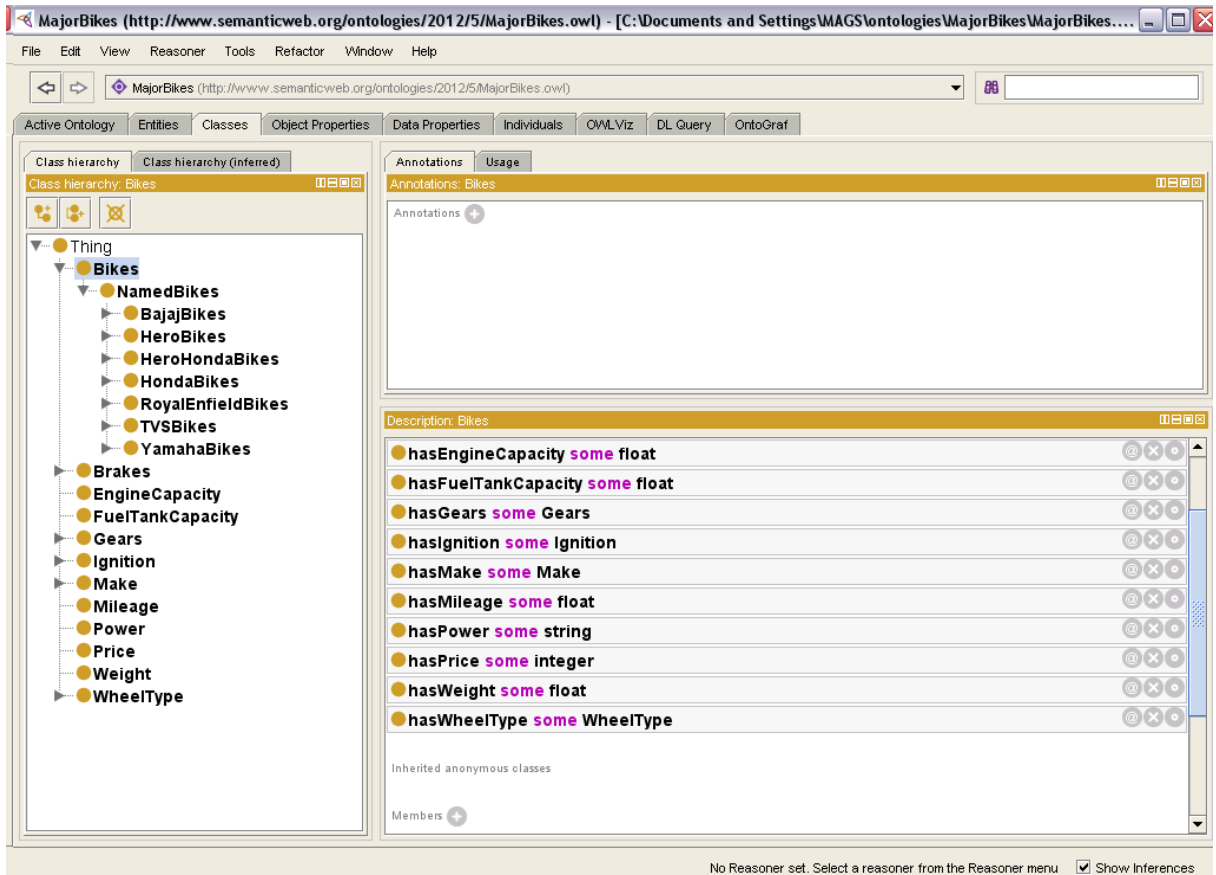 MajorBikes (http://www.semanticweb.org/ontologies/2012/5/MajorBikes.owl) - [C:\Documents and Settings\MAGS\ontologies\MajorBikes\MajorBikes....
File Edit View Reasoner Tools Refactor Window Help
MajorBikes (http://www.semanticweb.org/ontologies/2012/5/MajorBikes.owl)
Active Ontology Entities Classes Object Properties Data Properties Individuals OWLViz DL Query OntoGraf
Class hierarchy Class hierarchy (inferred)
Class hierarchy: Bikes
Thing
Bikes
NamedBikes
BajajBikes
HeroBikes
HeroHondaBikes
HondaBikes
RoyalEnfieldBikes
TVSBikes
YamahaBikes
Brakes
EngineCapacity
FuelTankCapacity
Gears
Ignition
Make
Mileage
Power
Price
Weight
WheelType
Annotations Usage
Annotations: Bikes
Annotations
Description: Bikes
hasEngineCapacity some float
hasFuelTankCapacity some float
hasGears some Gears
hasIgnition some Ignition
hasMake some Make
hasMileage some float
hasPower some string
hasPrice some integer
hasWeight some float
hasWheelType some WheelType
Inherited anonymous classes
Members
No Reasoner set. Select a reasoner from the Reasoner menu Show Inferences